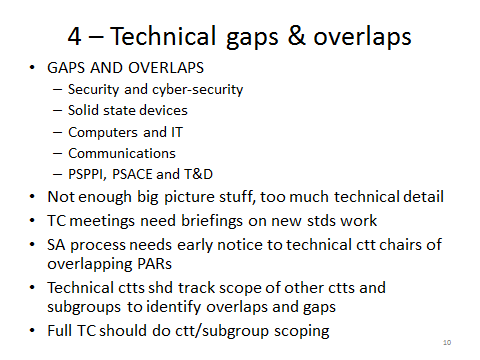 4 – Technical gaps & overlaps
• GAPS AND OVERLAPS
– Security and cyber-security
– Solid state devices
– Computers and IT
– Communications
– PSPPI, PSACE and T&D
• Not enough big picture stuff, too much technical detail
• TC meetings need briefings on new stds work
• SA process needs early notice to technical ctt chairs of
overlapping PARs
• Technical ctts shd track scope of other ctts and
subgroups to identify overlaps and gaps
• Full TC should do ctt/subgroup scoping
10